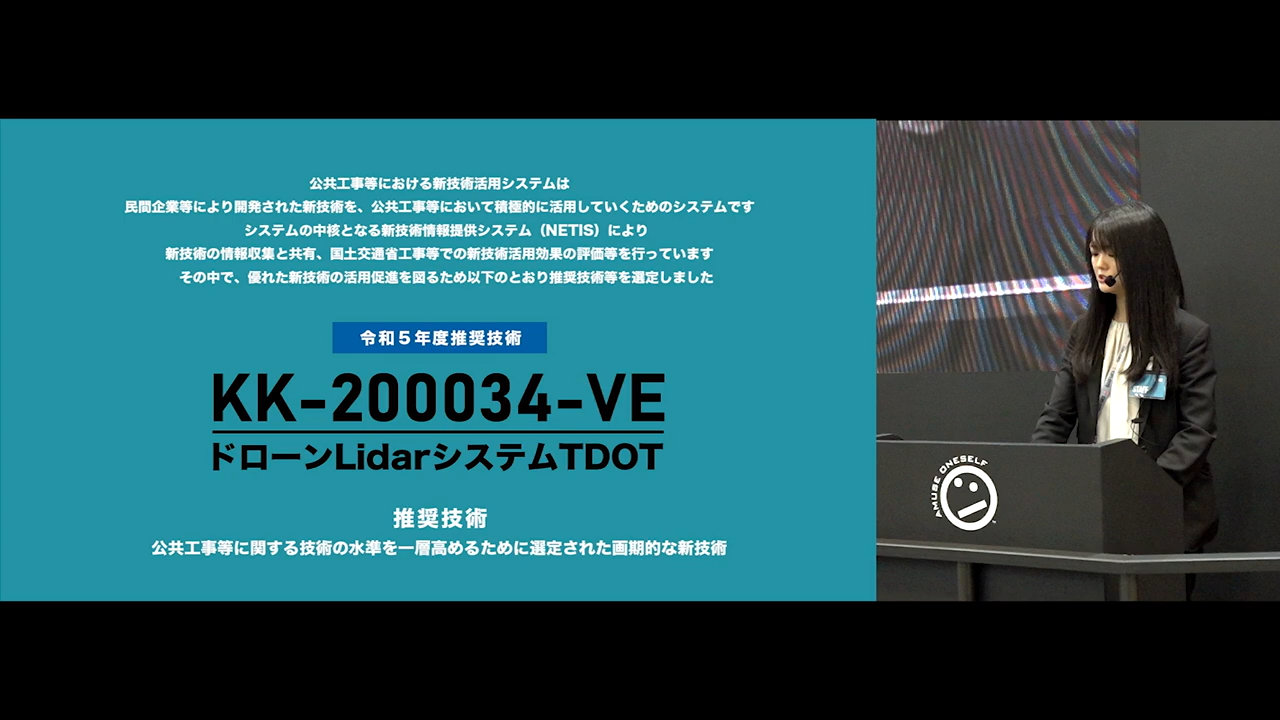 公共工事等における新技術活用システムは
民間企業等により開発された新技術を、公共工事等において積極的に活用していくためのシステムです
システムの中核となる新技術情報提供システム（NETIS）により
新技術の情報収集と共有、国土交通省工事等での新技術活用効果の評価等を行っています
その中で、優れた新技術の活用促進を図るため以下のとおり推奨技術等を選定しました
令和５年度推奨技術
KK-200034-VE
ドローンLidarシステムTDOT
推奨技術
公共工事等に関する技術の水準を一層高めるために選定された画期的な新技術
STAFF
AMUSE ONESELF